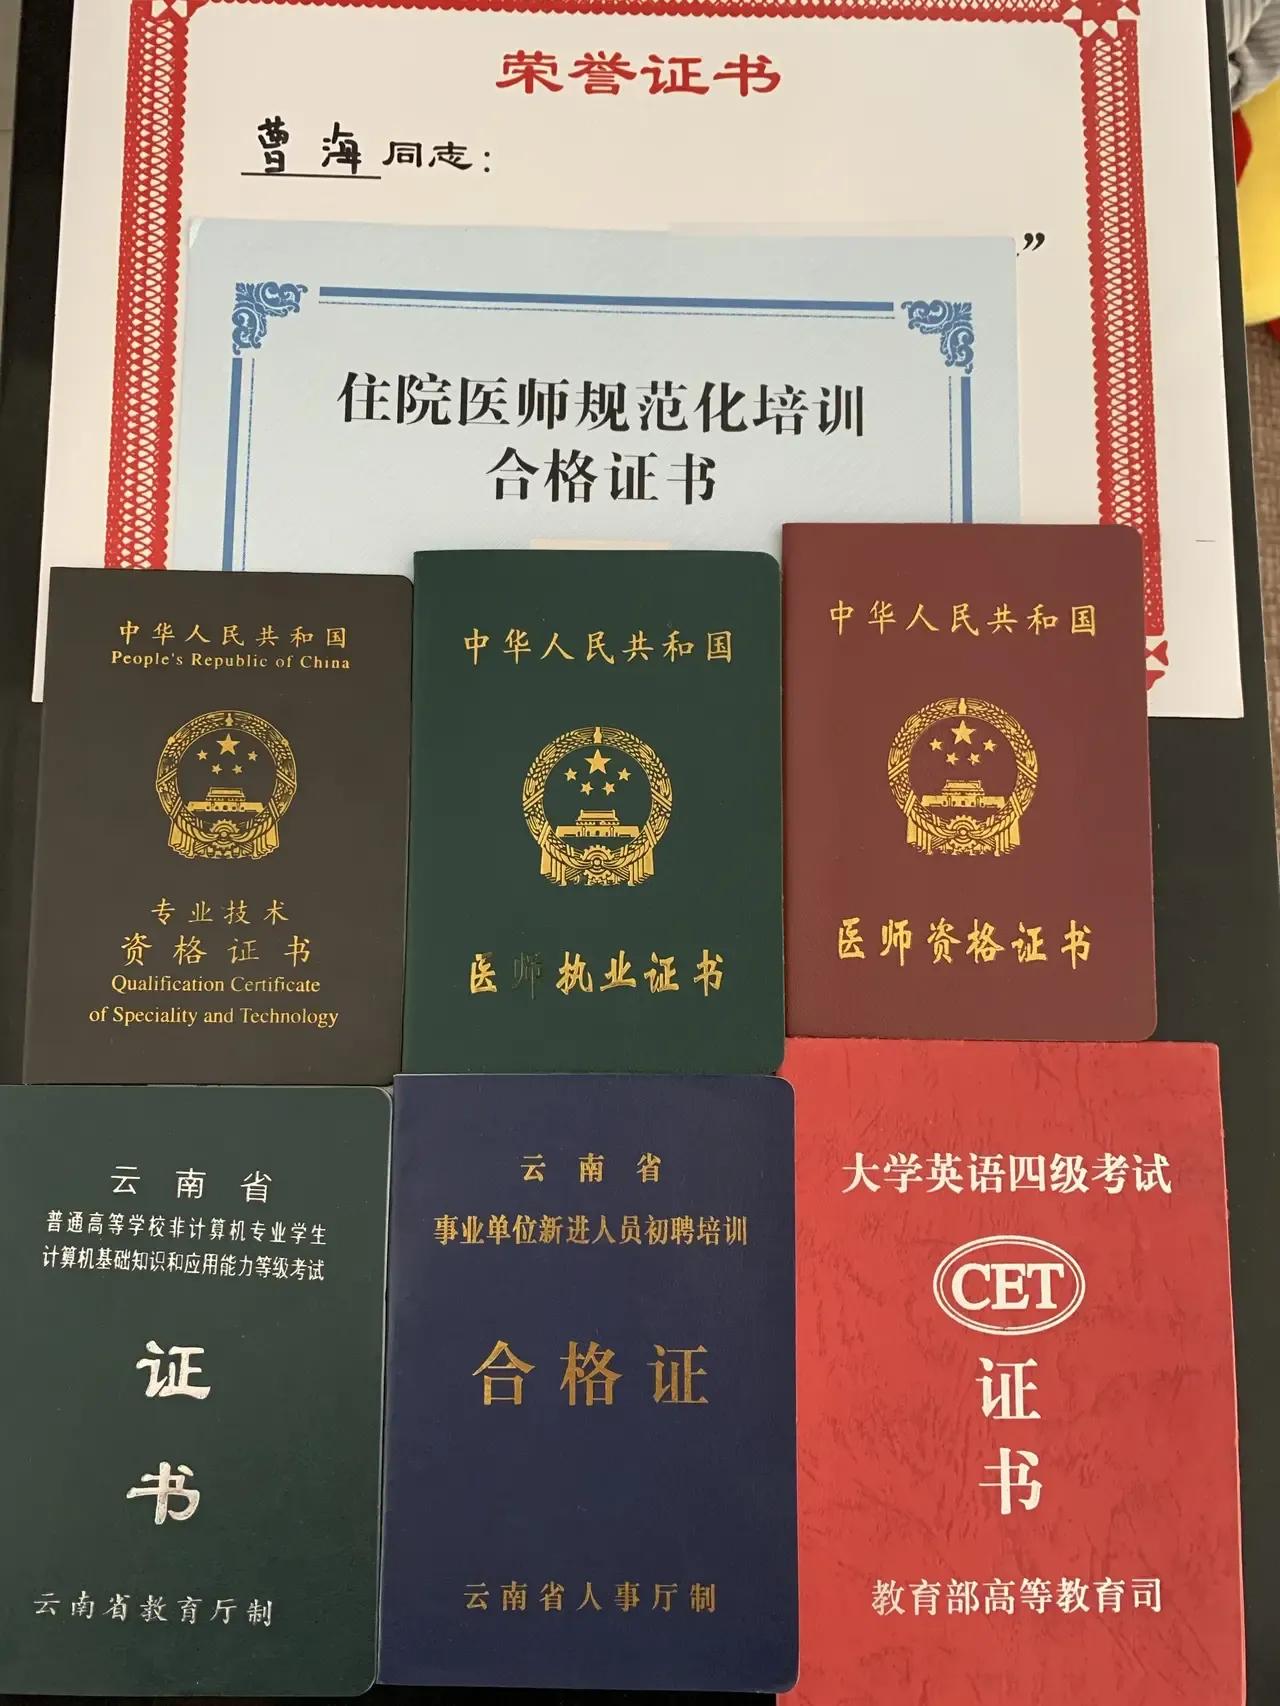 荣誉证书
曹海同志：
”
住院医师规范化培训
合格证书
中华人民共和国
People's Republic of China
专业技术
资格证书
Qualification Certificate
of Speciality and Technology
中华人民共和国
医师执业证书
中华人民共和国
医师资格证书
云南省
普通高等学校非计算机专业学生
计算机基础知识和应用能力等级考试
证
书
云南省教育厅制
云南省
事业单位新进人员初聘培训
合格证
云南省人事厅制
大学英语四级考试
CET
证
书
教育部高等教育司